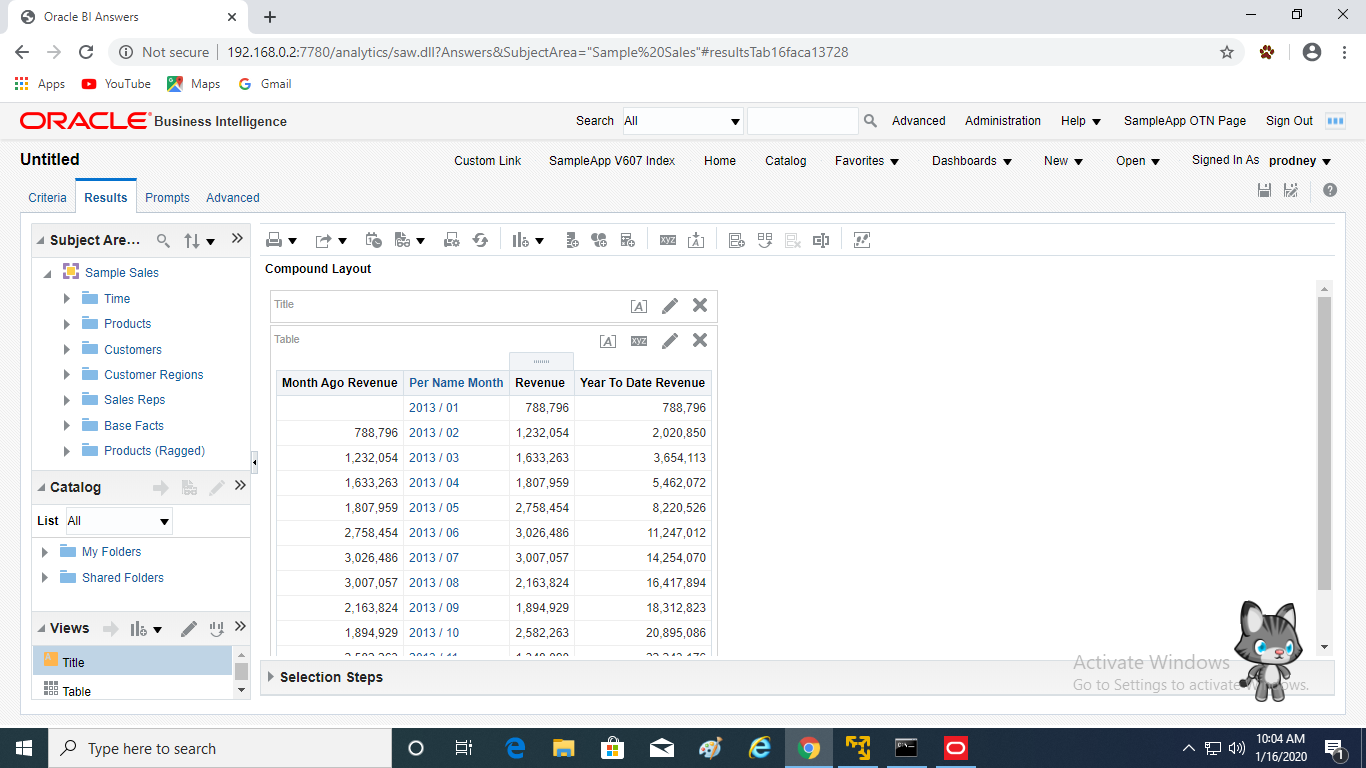 Oracle BI Answers
Not secure 192.168.0.2:7780/analytics/saw.dll?Answers&SubjectArea="Sample%20Sales"#resultsTab16faca13728
Apps YouTube Maps Gmail
ORACLE Business Intelligence Search All Advanced Administration Help SampleApp OTN Page Sign Out
Untitled Custom Link SampleApp V607 Index Home Catalog Favorites Dashboards New Open Signed In As prodney
Criteria Results Prompts Advanced
Subject Are...
Sample Sales
Time
Products
Customers
Customer Regions
Sales Reps
Base Facts
Products (Ragged)
Catalog
List All
My Folders
Shared Folders
Views
Title
Table
Compound Layout
Title
Table
Month Ago Revenue Per Name Month Revenue Year To Date Revenue
2013 / 01 788,796 788,796
788,796 2013 / 02 1,232,054 2,020,850
1,232,054 2013 / 03 1,633,263 3,654,113
1,633,263 2013 / 04 1,807,959 5,462,072
1,807,959 2013 / 05 2,758,454 8,220,526
2,758,454 2013 / 06 3,026,486 11,247,012
3,026,486 2013 / 07 3,007,057 14,254,070
3,007,057 2013 / 08 2,163,824 16,417,894
2,163,824 2013 / 09 1,894,929 18,312,823
1,894,929 2013 / 10 2,582,263 20,895,086
Selection Steps
Activate Windows
Go to Settings to activate Windows.
Type here to search
10:04 AM
1/16/2020
1